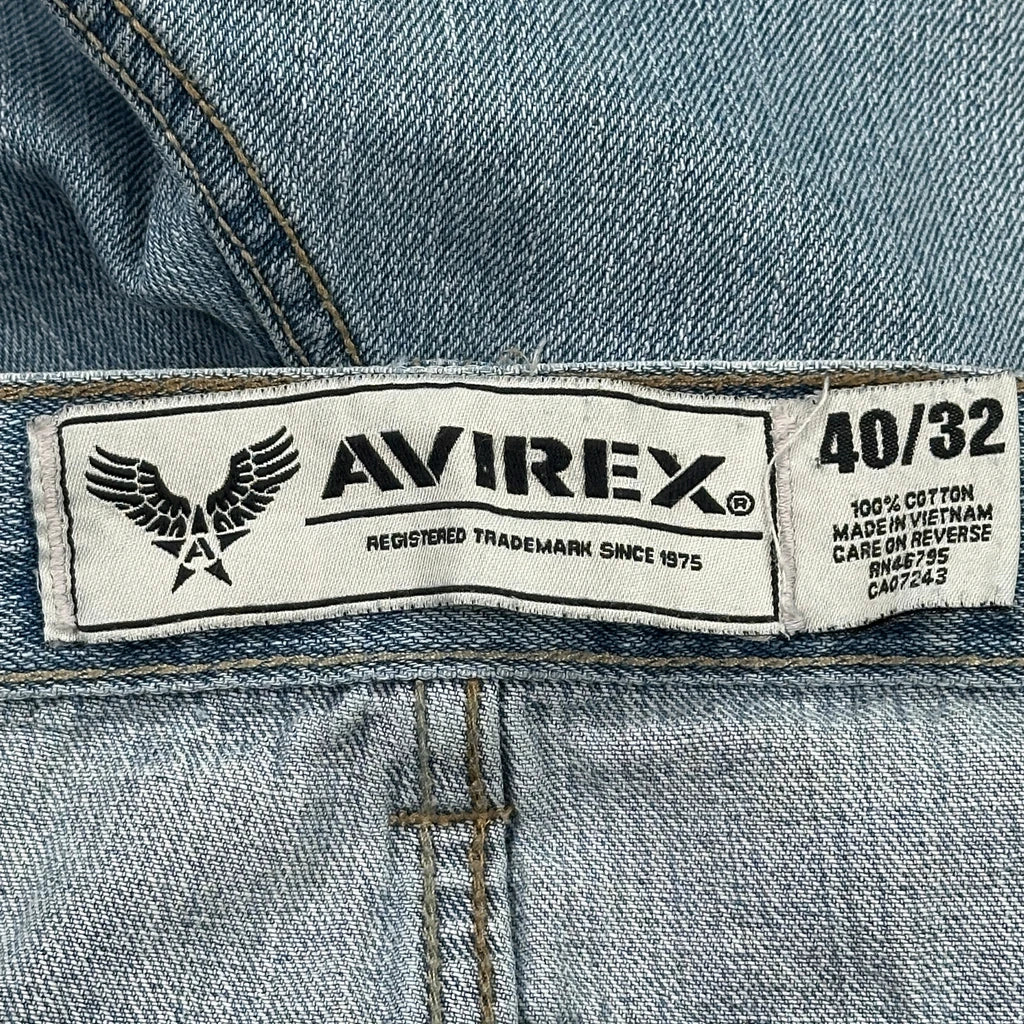 AVIREX®
REGISTERED TRADEMARK SINCE 1975
A
40/32
100% COTTON
MADE IN VIETNAM
CARE ON REVERSE
RN46795
CA07243